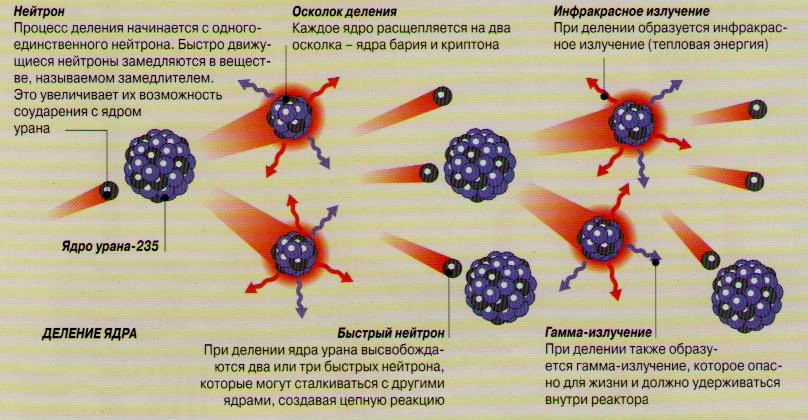 Нейтрон
Процесс деления начинается с одного-
единственного нейтрона. Быстро движу-
щиеся нейтроны замедляются в вещест-
ве, называемом замедлителем.
Это увеличивает их возможность
соударения с ядром
урана
Осколок деления
Каждое ядро расщепляется на два
осколка – ядра бария и криптона
Инфракрасное излучение
При делении образуется инфракрас-
ное излучение (тепловая энергия)
Ядро урана-235
ДЕЛЕНИЕ ЯДРА
Быстрый нейтрон
При делении ядра урана высвобожда-
ются два или три быстрых нейтрона,
которые могут сталкиваться с другими
ядрами, создавая цепную реакцию
Гамма-излучение
При делении также образу-
ется гамма-излучение, которое опас-
но для жизни и должно удерживаться
внутри реактора